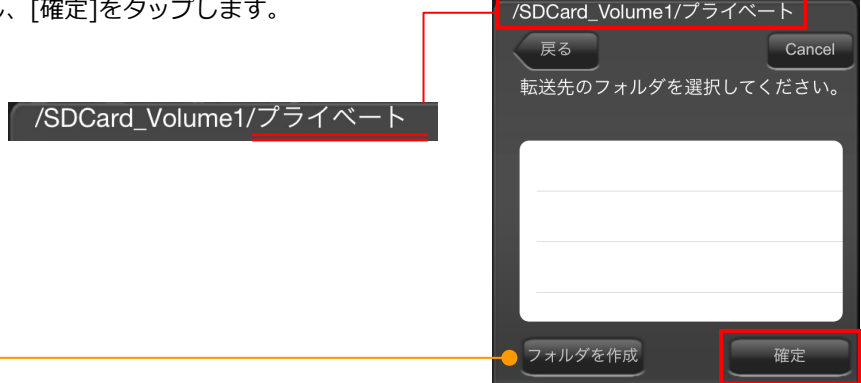 、[確定]をタップします。
/SDCard_Volume1/プライベート
/SDCard_Volume1/プライベート
戻る
Cancel
転送先のフォルダを選択してください。
フォルダを作成
確定